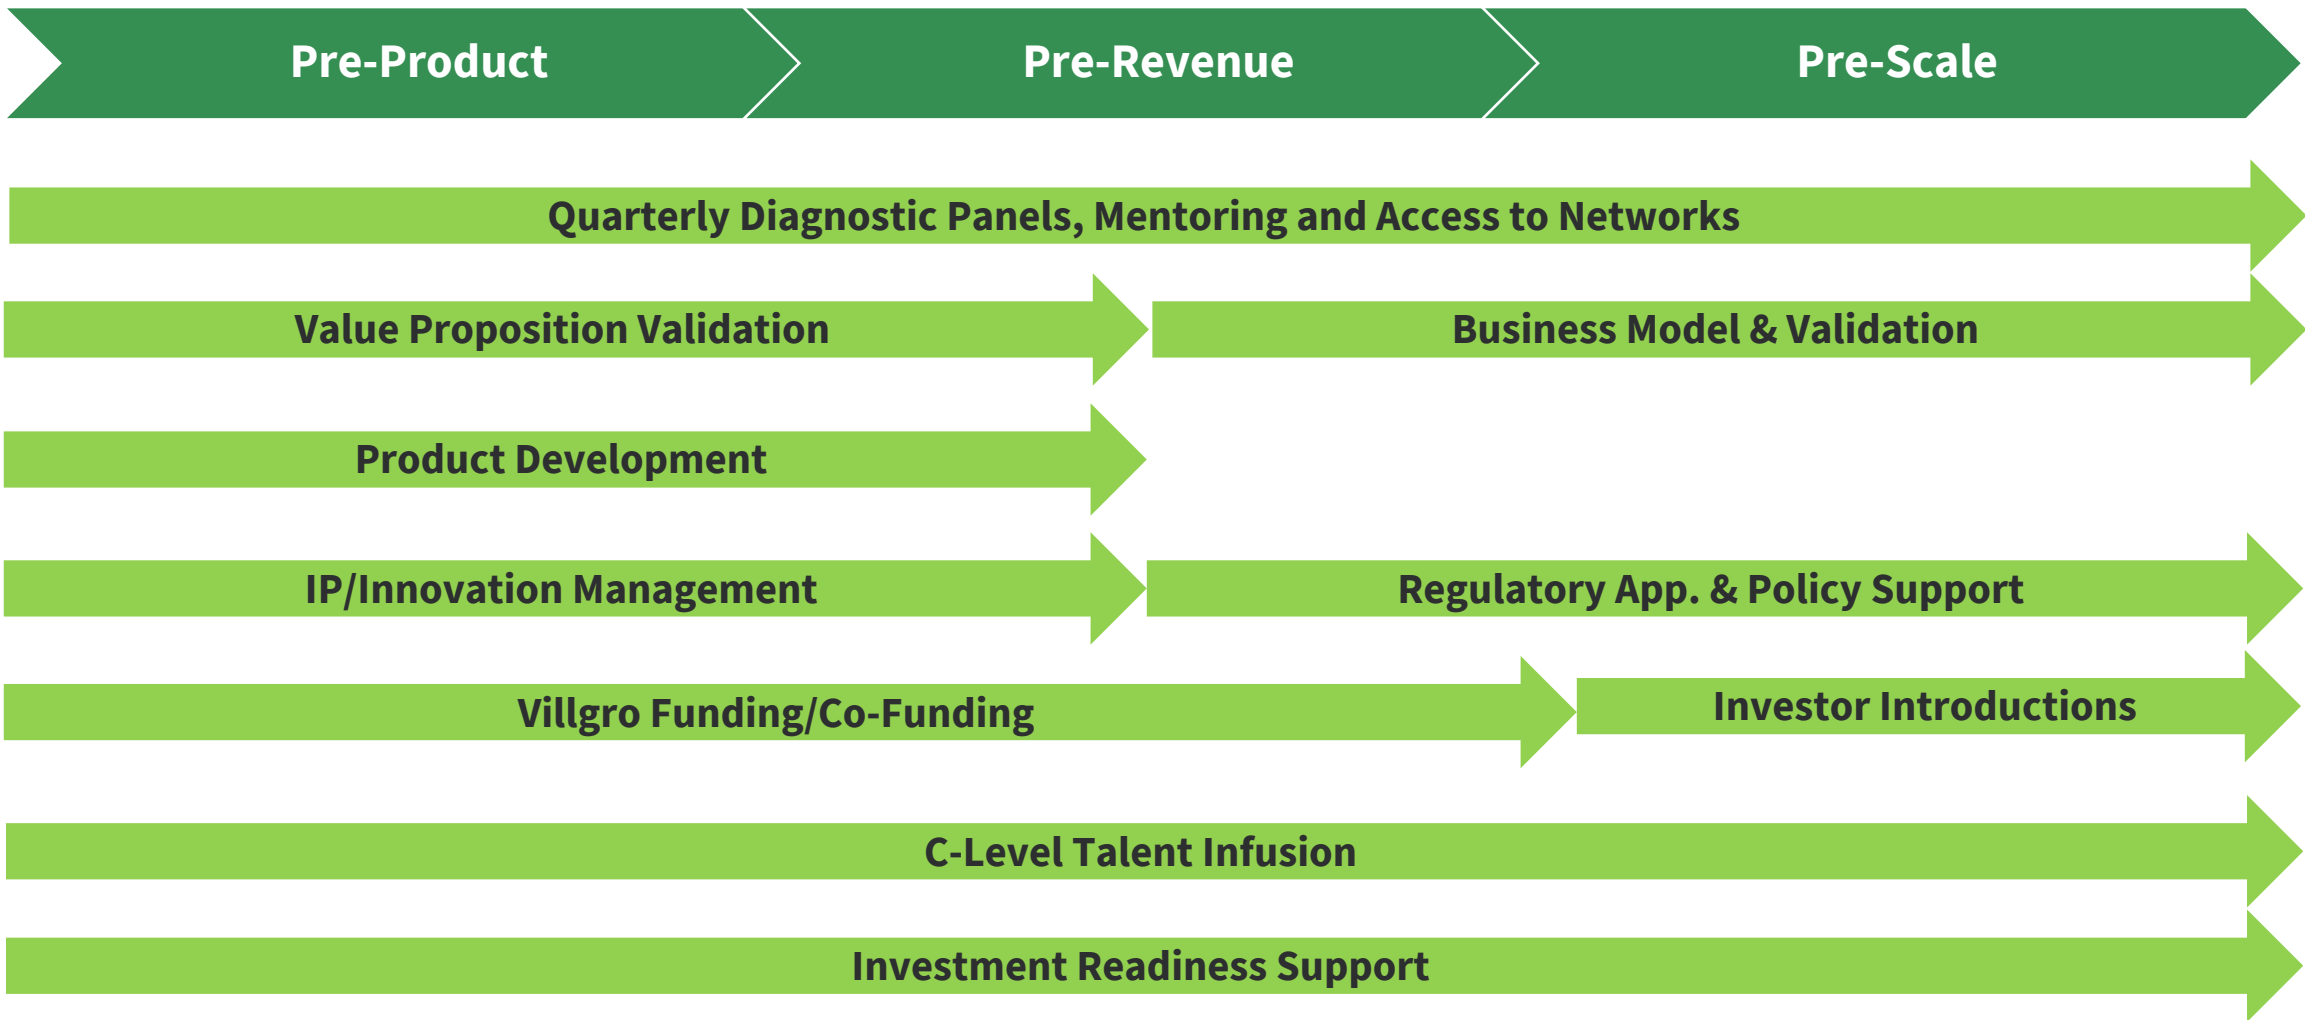 Pre-Product
Pre-Revenue
Pre-Scale
Quarterly Diagnostic Panels, Mentoring and Access to Networks
Value Proposition Validation
Business Model & Validation
Product Development
IP/Innovation Management
Regulatory App. & Policy Support
Villgro Funding/Co-Funding
Investor Introductions
C-Level Talent Infusion
Investment Readiness Support